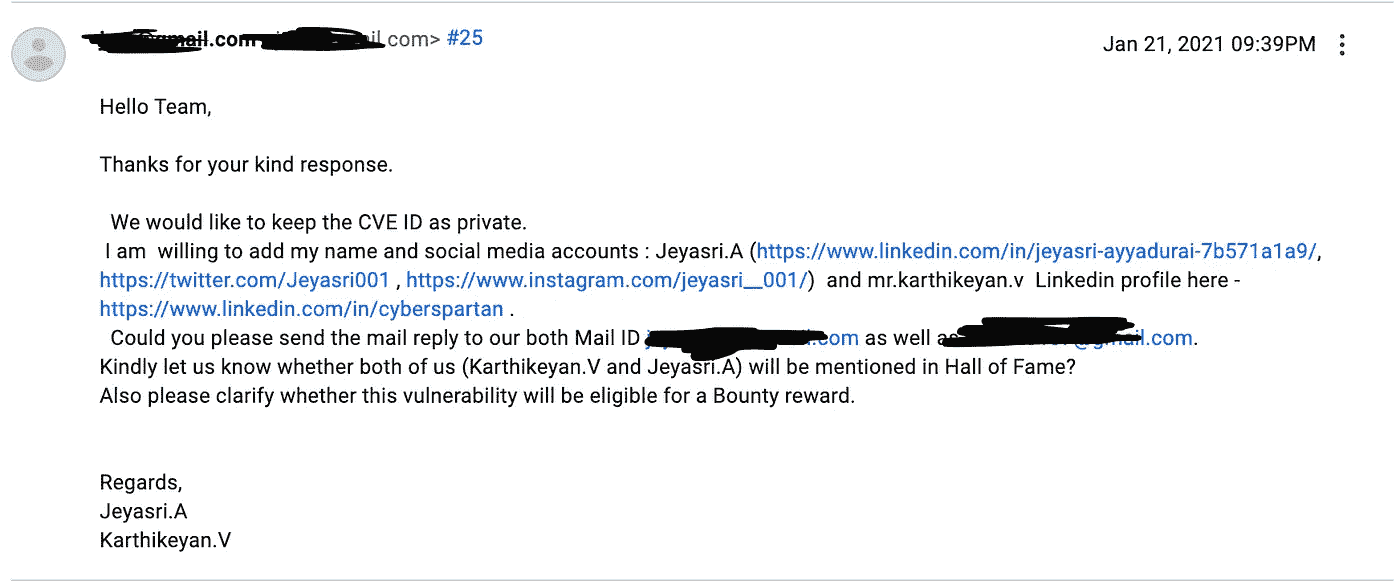 gmail.com com> #25
Jan 21, 2021 09:39PM
Hello Team,
Thanks for your kind response.
We would like to keep the CVE ID as private.
I am willing to add my name and social media accounts : Jeyasri.A (https://www.linkedin.com/in/jeyasri-ayyadurai-7b571a1a9/,
https://twitter.com/Jeyasri001 , https://www.instagram.com/jeyasri__001/) and mr.karthikeyan.v Linkedin profile here -
https://www.linkedin.com/in/cyberspartan .
Could you please send the mail reply to our both Mail ID .com as well as @gmail.com.
Kindly let us know whether both of us (Karthikeyan.V and Jeyasri.A) will be mentioned in Hall of Fame?
Also please clarify whether this vulnerability will be eligible for a Bounty reward.
Regards,
Jeyasri.A
Karthikeyan.V